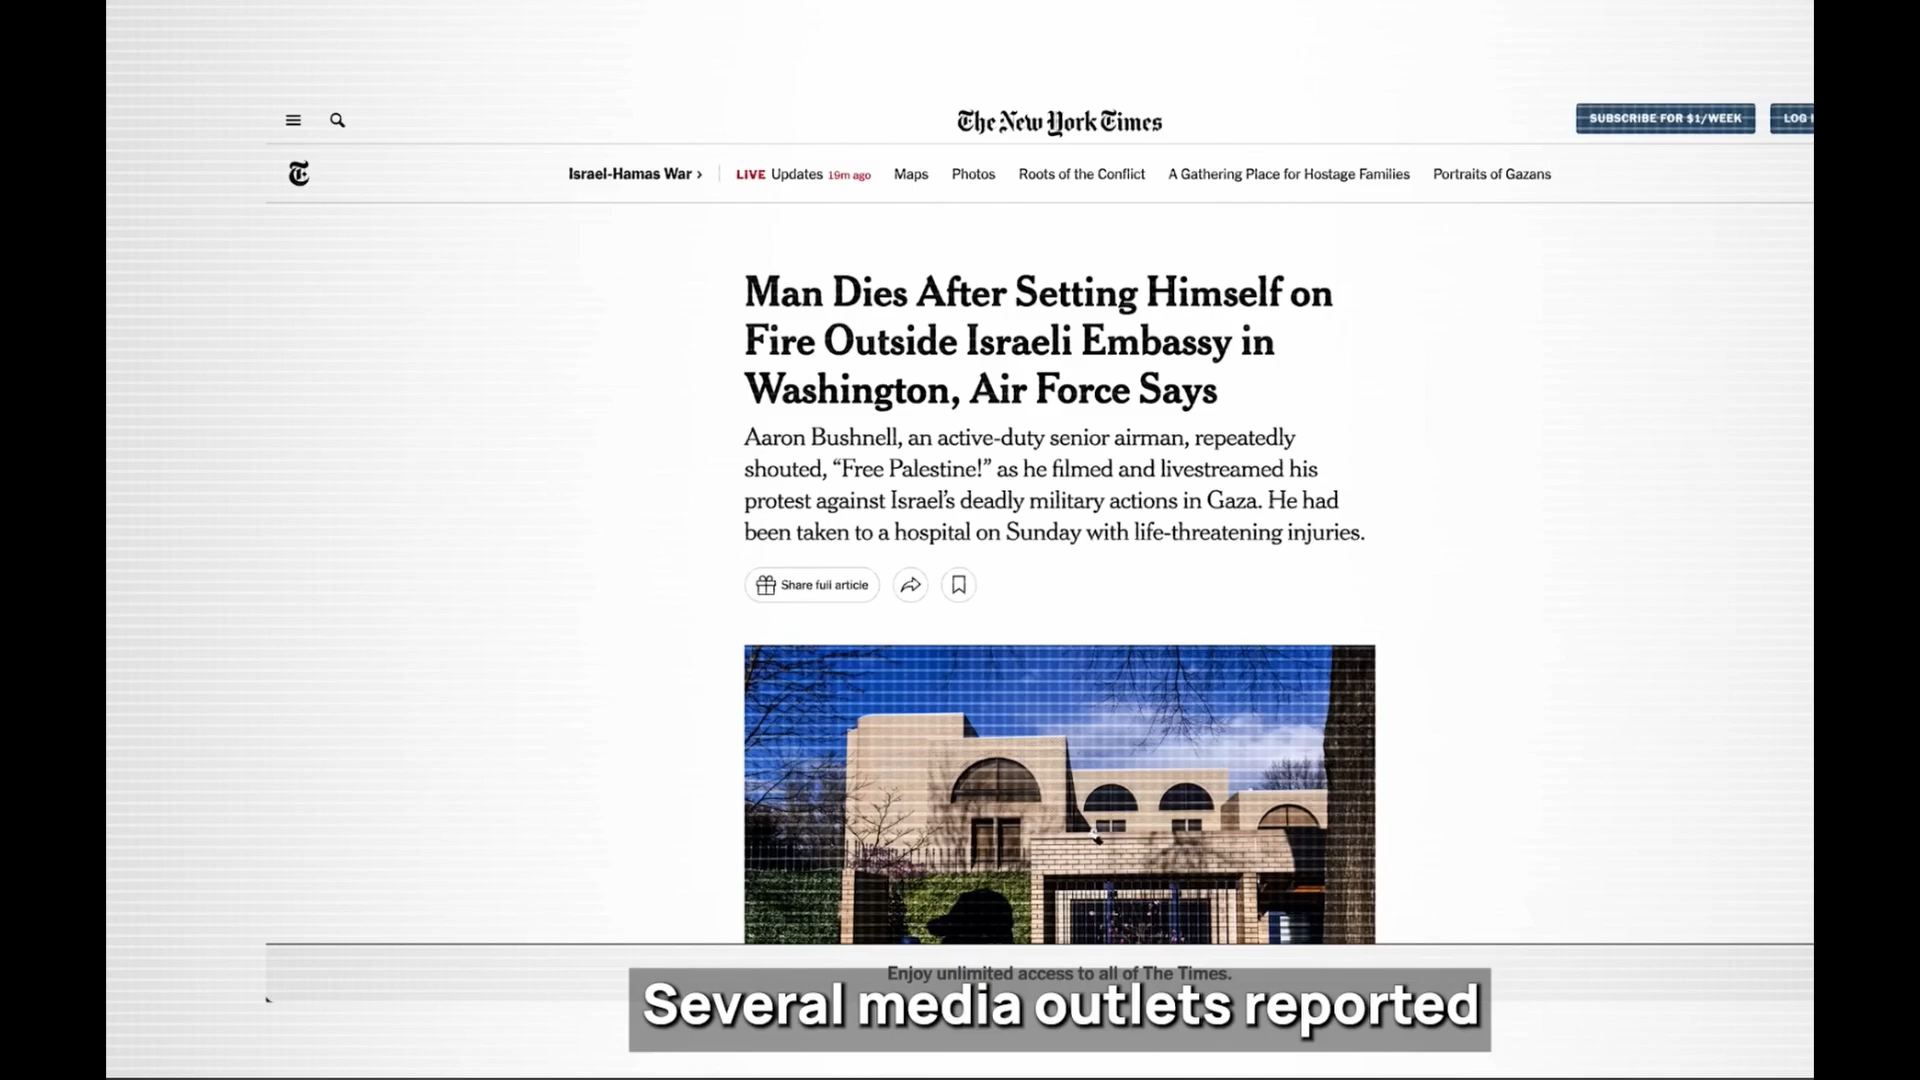 The New York Times
SUBSCRIBE FOR $1/WEEK
LOG
Israel-Hamas War
LIVE Updates 19m ago
Maps
Photos
Roots of the Conflict
A Gathering Place for Hostage Families
Portraits of Gazans
Man Dies After Setting Himself on
Fire Outside Israeli Embassy in
Washington, Air Force Says
Aaron Bushnell, an active-duty senior airman, repeatedly
shouted, “Free Palestine!” as he filmed and livestreamed his
protest against Israel’s deadly military actions in Gaza. He had
been taken to a hospital on Sunday with life-threatening injuries.
Share full article
Enjoy unlimited access to all of The Times.
Several media outlets reported